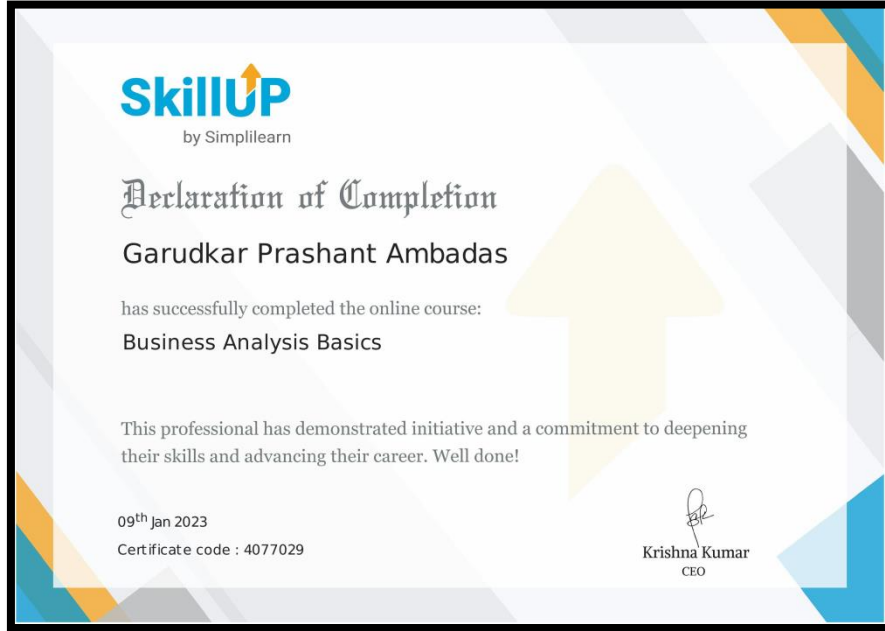 SkillUP
by Simplilearn
Declaration of Completion
Garudkar Prashant Ambadas
has successfully completed the online course:
Business Analysis Basics
This professional has demonstrated initiative and a commitment to deepening
their skills and advancing their career. Well done!
09th Jan 2023
Certificate code : 4077029
Krishna Kumar
CEO